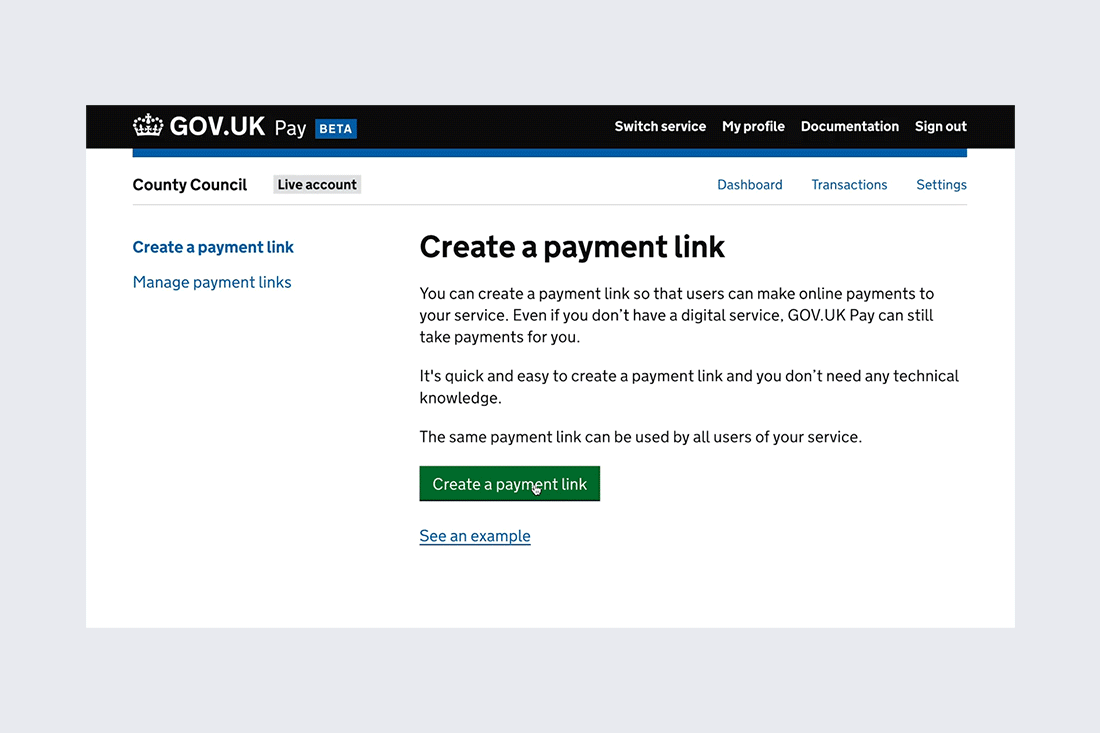 GOV.UK Pay BETA
Switch service My profile Documentation Sign out
County Council Live account
Dashboard Transactions Settings
Create a payment link
Manage payment links
Create a payment link
You can create a payment link so that users can make online payments to
your service. Even if you don’t have a digital service, GOV.UK Pay can still
take payments for you.
It's quick and easy to create a payment link and you don’t need any technical
knowledge.
The same payment link can be used by all users of your service.
Create a payment link
See an example